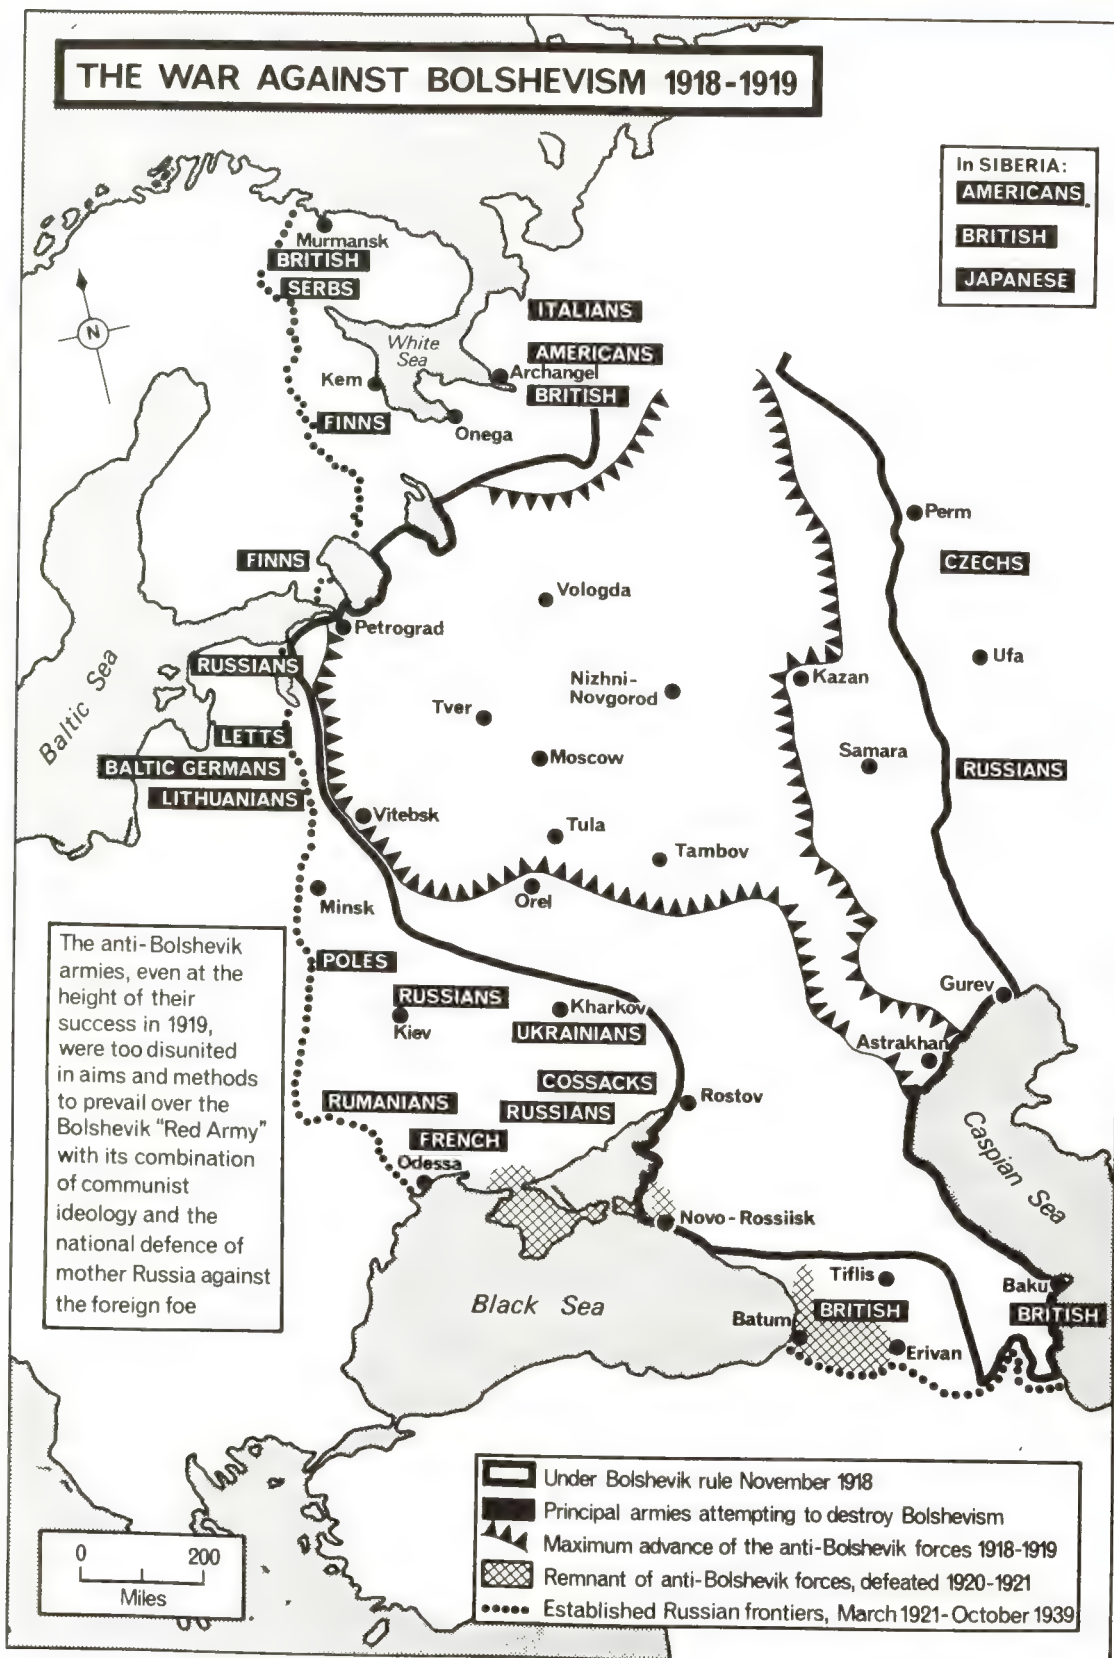 THE WAR AGAINST BOLSHEVISM 1918-1919
In SIBERIA:
AMERICANS
BRITISH
JAPANESE
Murmansk
BRITISH
SERBS
N
White
Sea
ITALIANS
AMERICANS
Archangel
BRITISH
Kem
Onega
FINNS
Perm
CZECHS
FINNS
Vologda
Petrograd
Ufa
RUSSIANS
Nizhni-
Novgorod
Kazan
Baltic Sea
Tver
LETTS
Moscow
Samara
RUSSIANS
BALTIC GERMANS
LITHUANIANS
Vitebsk
Tula
Tambov
Minsk
Orel
The anti-Bolshevik
armies, even at the
height of their
success in 1919,
were too disunited
in aims and methods
to prevail over the
Bolshevik "Red Army"
with its combination
of communist
ideology and the
national defence of
mother Russia against
the foreign foe
POLES
RUSSIANS
Kiev
Kharkov
UKRAINIANS
Gurev
Astrakhan
COSSACKS
RUSSIANS
Rostov
RUMANIANS
FRENCH
Odessa
Caspian Sea
Novo-Rossiisk
Black Sea
Tiflis
Baku
BRITISH
BRITISH
Batum
Erivan
Under Bolshevik rule November 1918
Principal armies attempting to destroy Bolshevism
Maximum advance of the anti-Bolshevik forces 1918-1919
Remnant of anti-Bolshevik forces, defeated 1920-1921
Established Russian frontiers, March 1921-October 1939
0 200
Miles